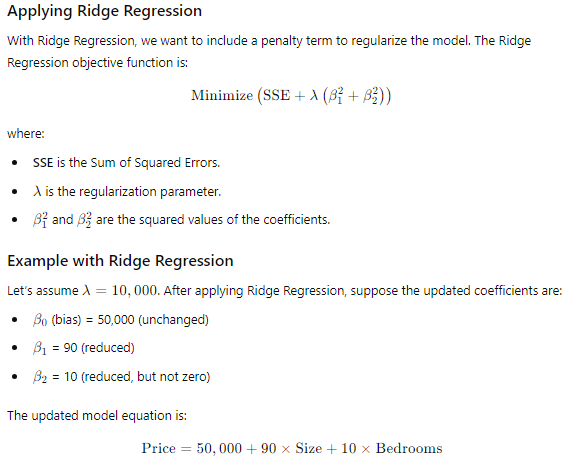 Applying Ridge Regression
With Ridge Regression, we want to include a penalty term to regularize the model. The Ridge
Regression objective function is:
Minimize (SSE + λ (β₁² + β₂²))
where:
• SSE is the Sum of Squared Errors.
• λ is the regularization parameter.
• β₁² and β₂² are the squared values of the coefficients.
Example with Ridge Regression
Let's assume λ = 10,000. After applying Ridge Regression, suppose the updated coefficients are:
• β₀ (bias) = 50,000 (unchanged)
• β₁ = 90 (reduced)
• β₂ = 10 (reduced, but not zero)
The updated model equation is:
Price = 50,000 + 90 × Size + 10 × Bedrooms